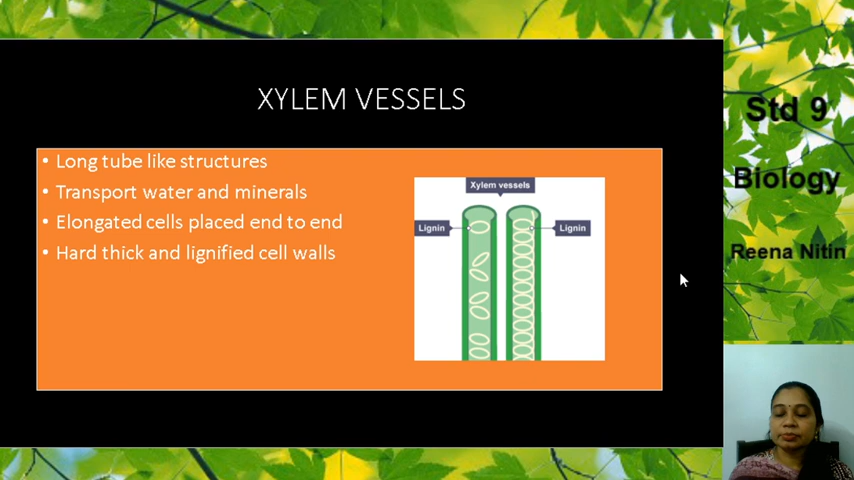 XYLEM VESSELS
• Long tube like structures
• Transport water and minerals
• Elongated cells placed end to end
• Hard thick and lignified cell walls
Xylem vessels
Lignin
Lignin
Std 9
Biology
Reena Nitin